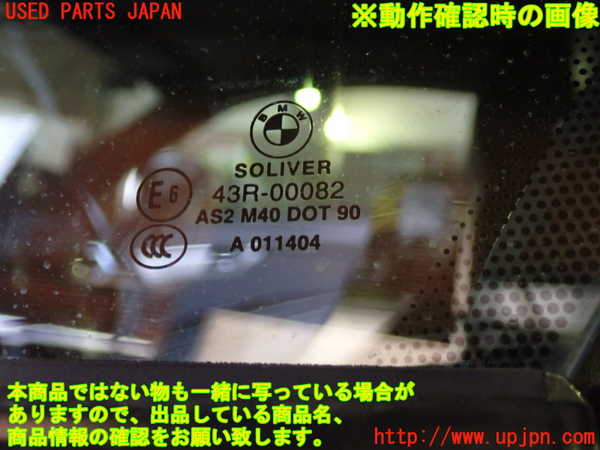 USED PARTS JAPAN
※動作確認時の画像
BMW
SOLIVER
E6
43R-00082
AS2 M40 DOT 90
CCC
A 011404
本商品ではない物も一緒に写っている場合が
ありますので、出品している商品名、
商品情報の確認をお願い致します。
http://www.upjpn.com